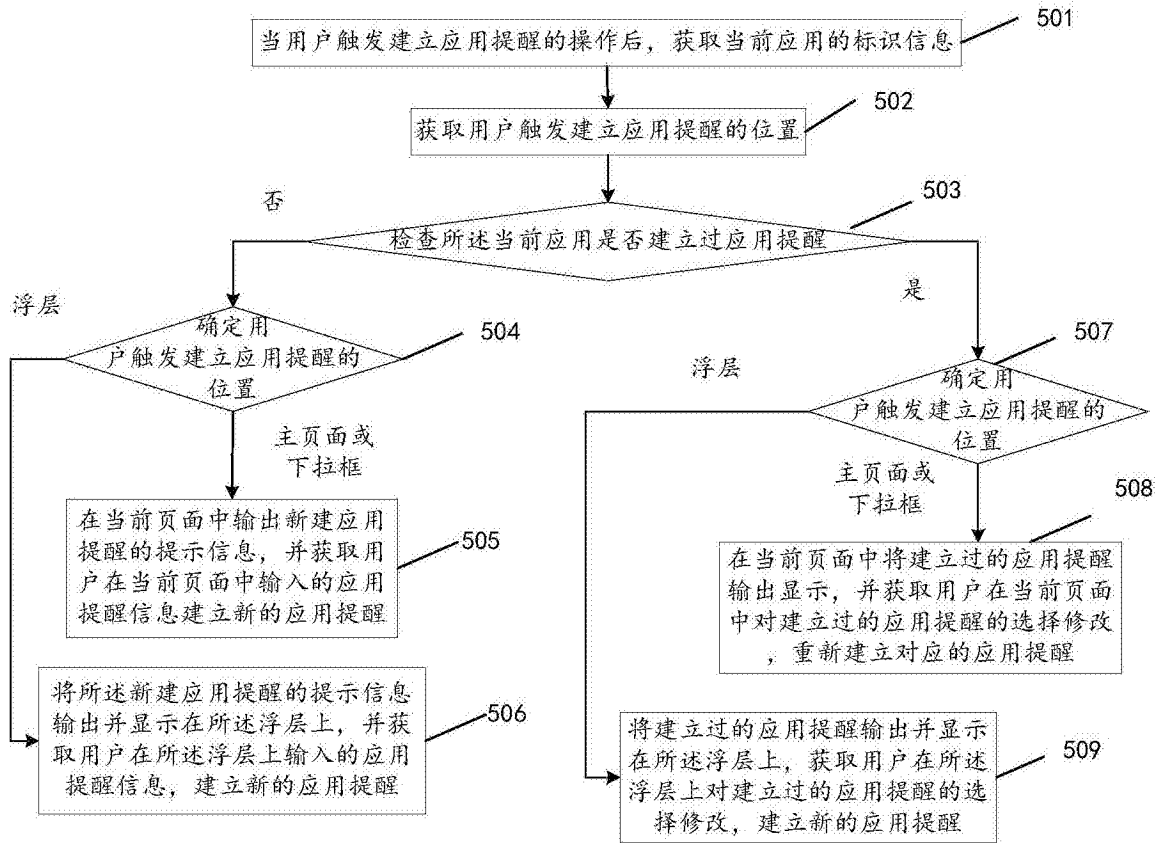 501
当用户触发建立应用提醒的操作后，获取当前应用的标识信息
502
获取用户触发建立应用提醒的位置
503
否
检查所述当前应用是否建立过应用提醒
是
浮层
504
确定用
户触发建立应用提醒的
位置
507
浮层
确定用
户触发建立应用提醒的
位置
主页面或
下拉框
主页面或
下拉框
508
在当前页面中输出新建应用
提醒的提示信息，并获取用
户在当前页面中输入的应用
提醒信息建立新的应用提醒
505
在当前页面中将建立过的应用提醒
输出显示，并获取用户在当前页面
中对建立过的应用提醒的选择修改
，重新建立对应的应用提醒
将所述新建应用提醒的提示信息
输出并显示在所述浮层上，并获
取用户在所述浮层上输入的应用
提醒信息，建立新的应用提醒
506
将建立过的应用提醒输出并显示
在所述浮层上，获取用户在所述
浮层上对建立过的应用提醒的选
择修改，建立新的应用提醒
509